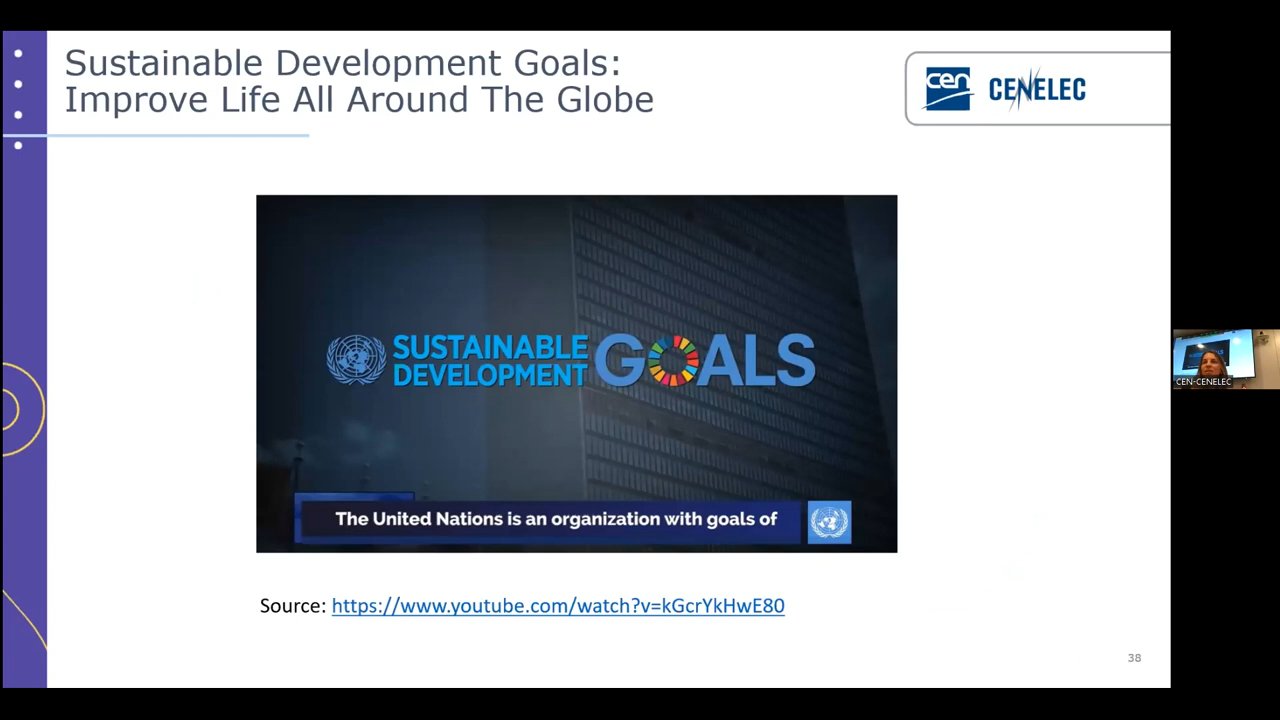 Sustainable Development Goals:
Improve Life All Around The Globe
cen
CENELEC
SUSTAINABLE
DEVELOPMENT
GOALS
The United Nations is an organization with goals of
Source: https://www.youtube.com/watch?v=kGcrYkHwE80
38
CEN-CENELEC